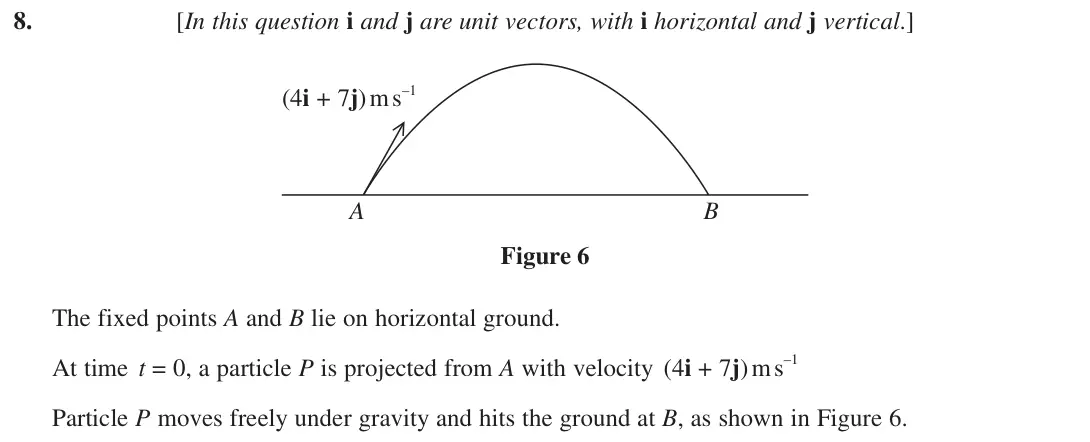 8. [In this question i and j are unit vectors, with i horizontal and j vertical.]
(4i + 7j) m s⁻¹
A B
Figure 6
The fixed points A and B lie on horizontal ground.
At time t = 0, a particle P is projected from A with velocity (4i + 7j) m s⁻¹
Particle P moves freely under gravity and hits the ground at B, as shown in Figure 6.